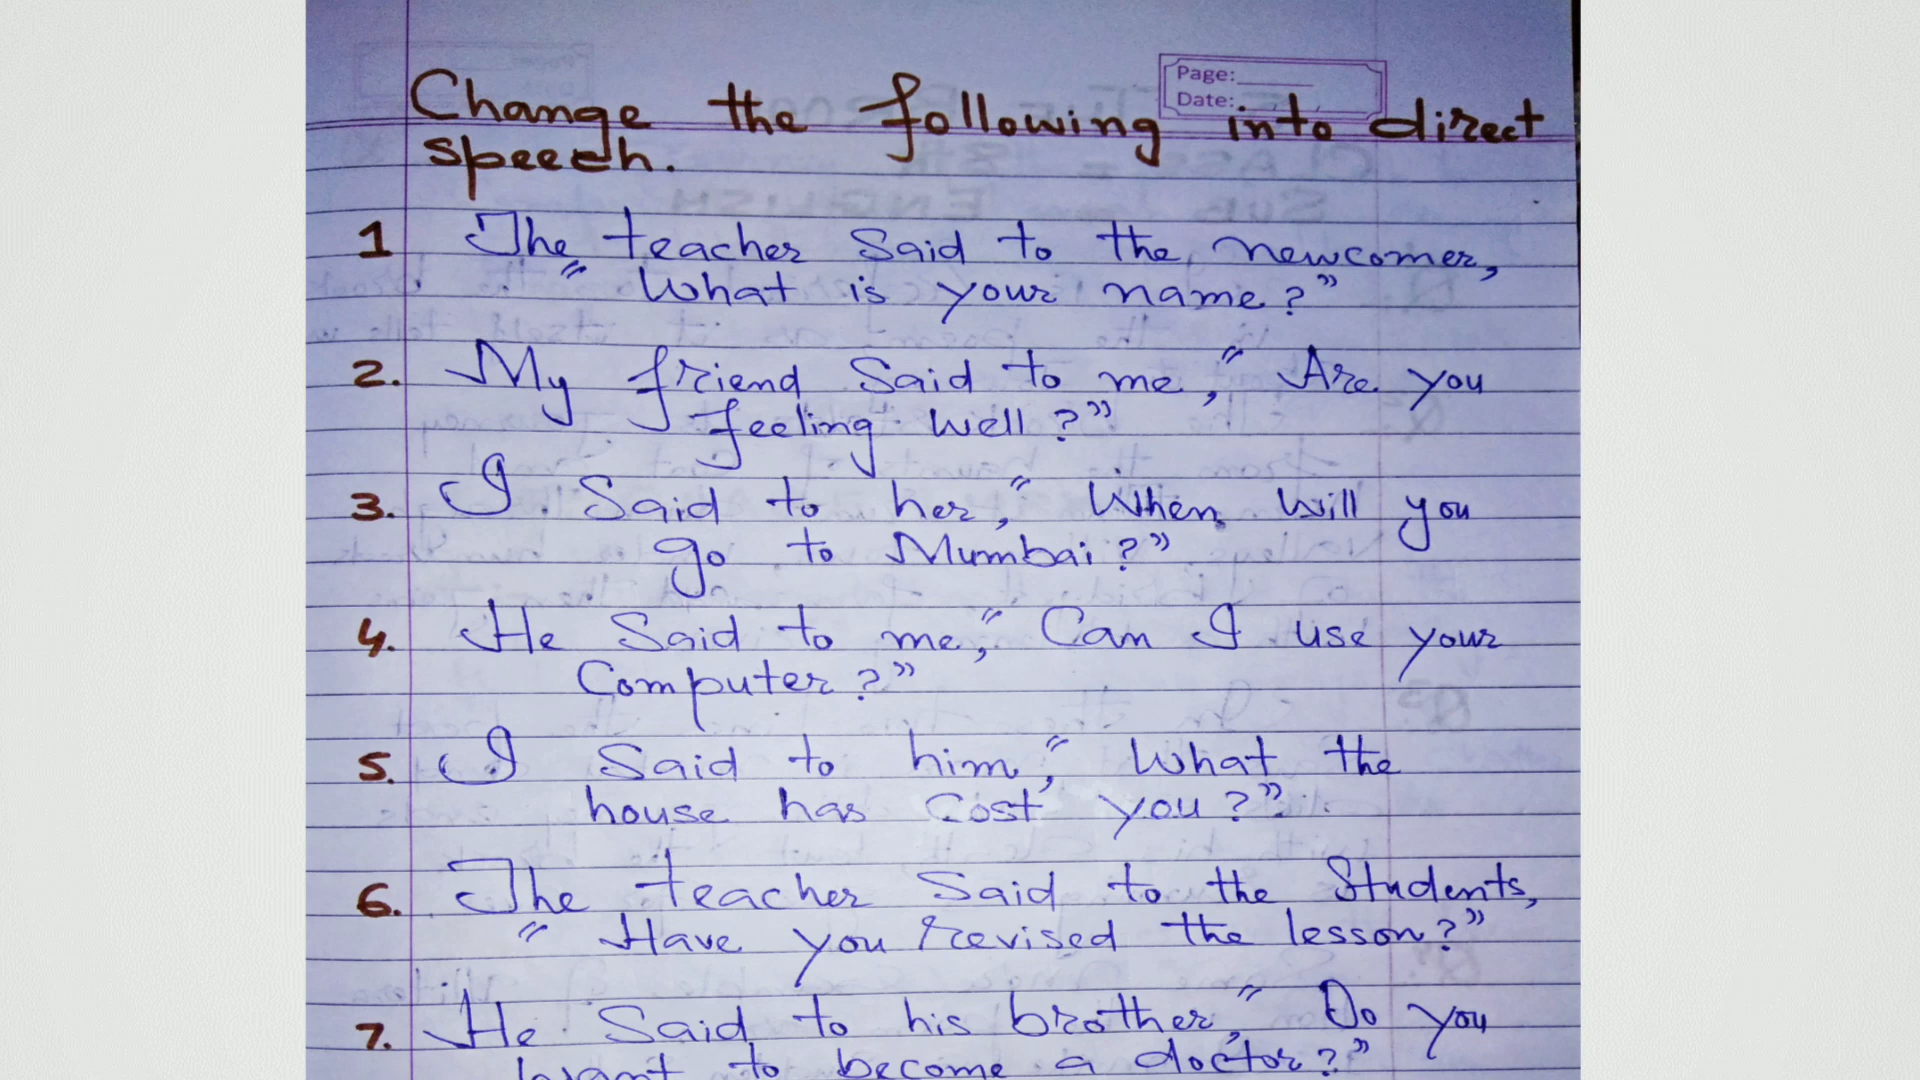 Page:
Date:
Change the following into direct
speech.
1 The teacher Said to the newcomer,
" What is your name?"
2. My friend Said to me," Are you
feeling well?"
3. I Said to her," When will you
go to Mumbai?"
4. He Said to me," Can I use your
Computer?"
5. I Said to him," What the
house has Cost you?"
6. The teacher Said to the Students,
" Have you revised the lesson?"
7. He Said to his brother," Do you
want to become a doctor?"